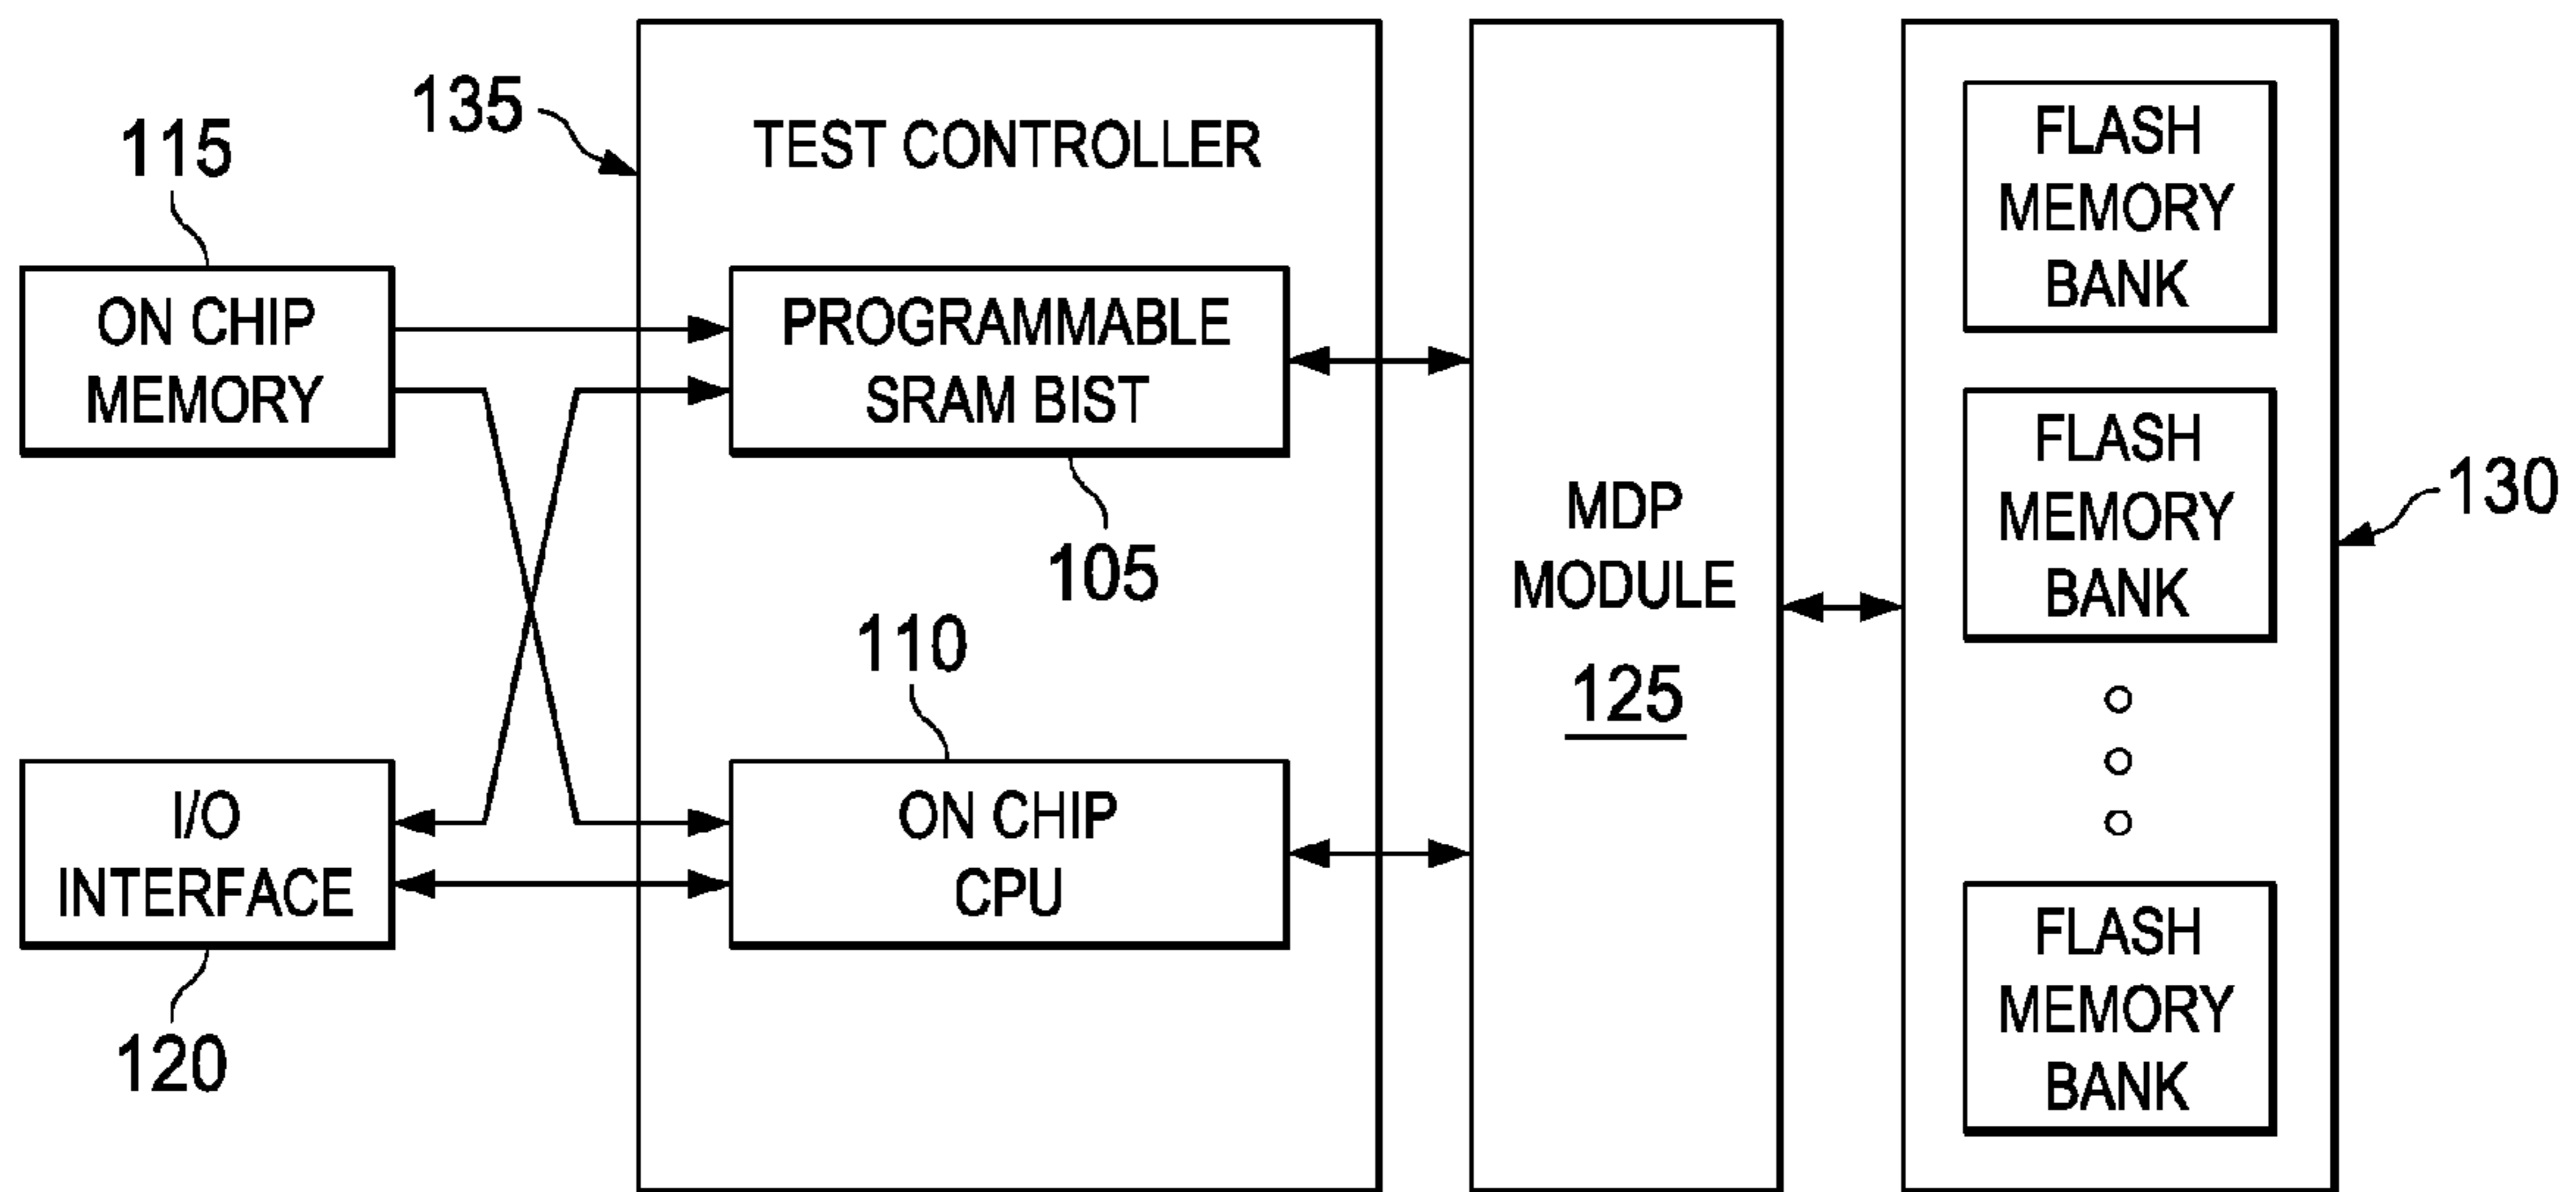 115
ON CHIP
MEMORY
I/O
INTERFACE
120
135
TEST CONTROLLER
PROGRAMMABLE
SRAM BIST
105
110
ON CHIP
CPU
MDP
MODULE
125
FLASH
MEMORY
BANK
FLASH
MEMORY
BANK
FLASH
MEMORY
BANK
130